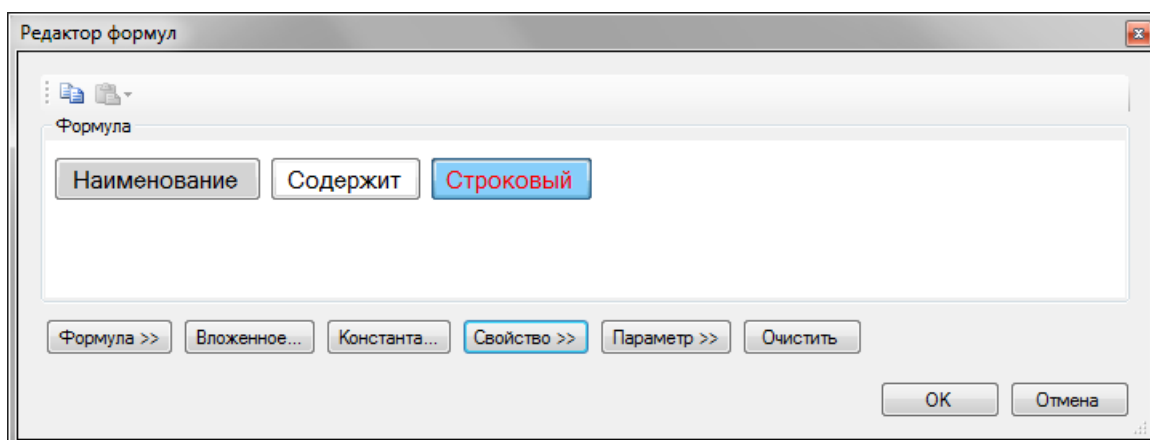 Редактор формул
Формула
Наименование Содержит Строковый
Формула >> Вложенное... Константа... Свойство >> Параметр >> Очистить
OK Отмена